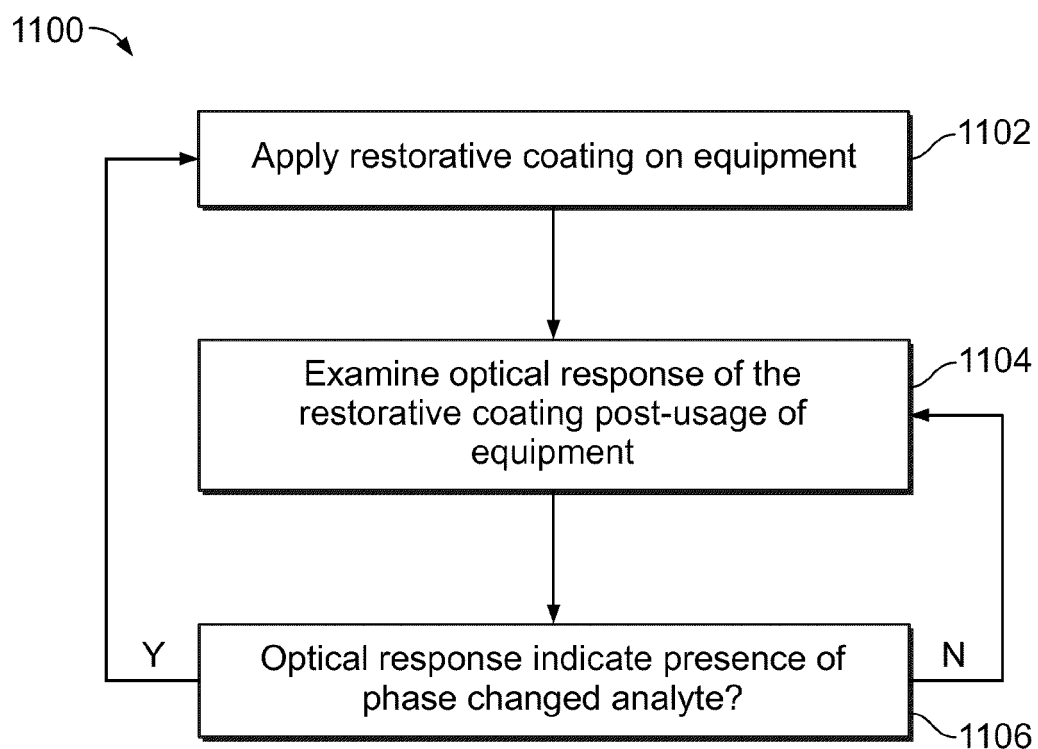 1100
Apply restorative coating on equipment
1102
Examine optical response of the
restorative coating post-usage of
equipment
1104
Y
Optical response indicate presence of
phase changed analyte?
N
1106